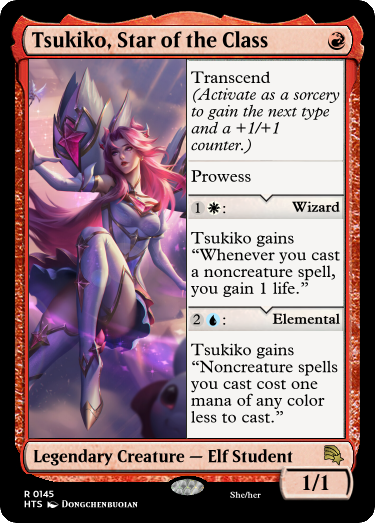 Tsukiko, Star of the Class
Transcend
(Activate as a sorcery
to gain the next type
and a +1/+1
counter.)
Prowess
1 : Wizard
Tsukiko gains
“Whenever you cast
a noncreature spell,
you gain 1 life.”
2 : Elemental
Tsukiko gains
“Noncreature spells
you cast cost one
mana of any color
less to cast.”
Legendary Creature — Elf Student
1/1
R 0145
HTS DONGCHENBUOIAN
She/her